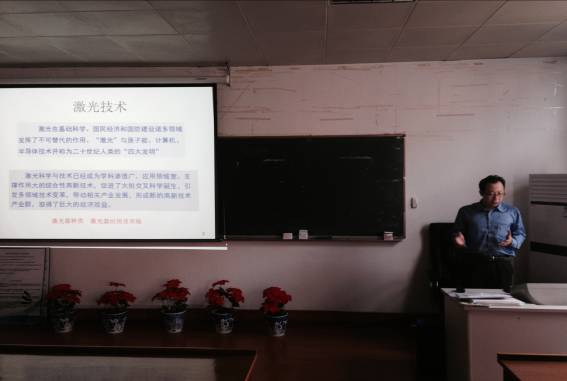 激光技术
激光在基础科学、国民经济和国防建设诸多领域
发挥了不可替代的作用。“激光”与原子能、计算机、
半导体技术并称为二十世纪人类的“四大发明”
激光科学与技术已经成为学科渗透广、应用领域宽、支
撑作用大的综合性高新技术，促进了大批交叉科学诞生，引
发多领域技术变革，带动相关产业发展，形成新的高新技术
产业群，取得了巨大的经济效益。